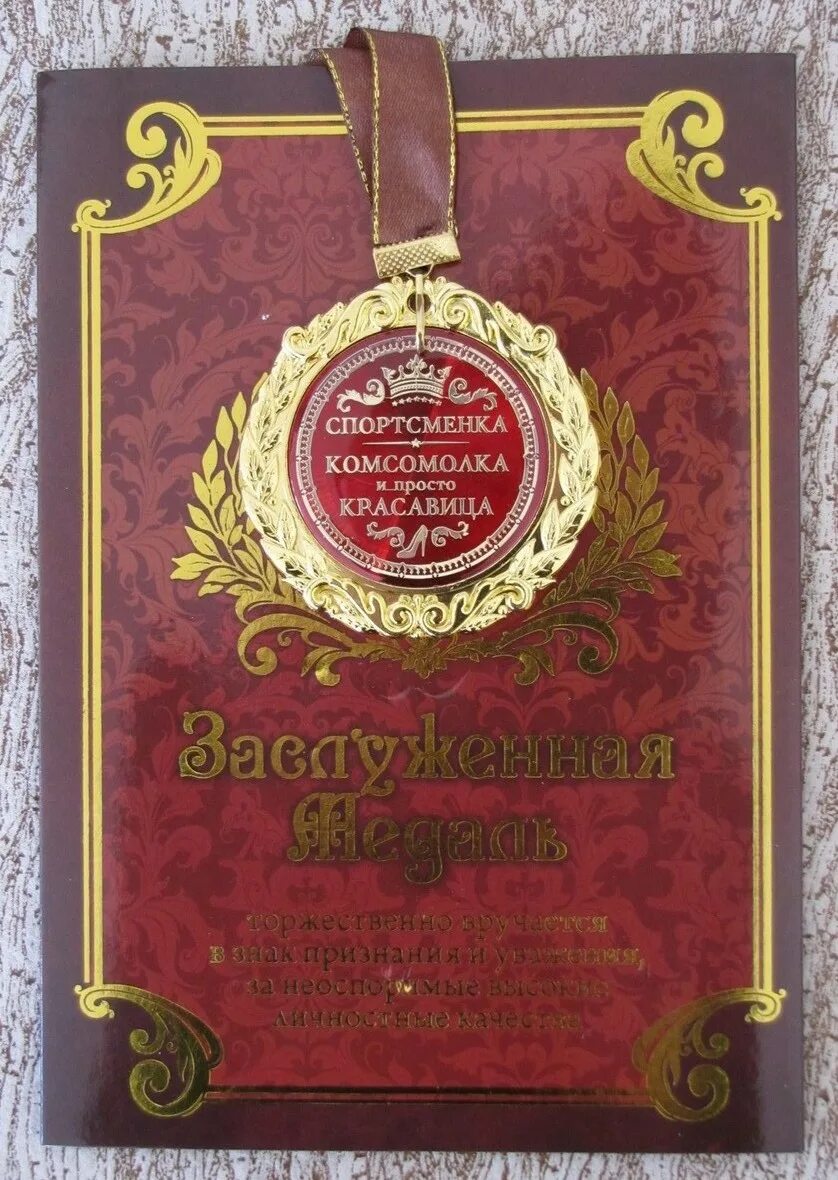 СПОРТСМЕНКА
КОМСОМОЛКА
и просто
КРАСАВИЦА
Заслуженная
Медаль
торжественно вручается
в знак признания и уважения,
за неоспоримые высокие
личностные качества